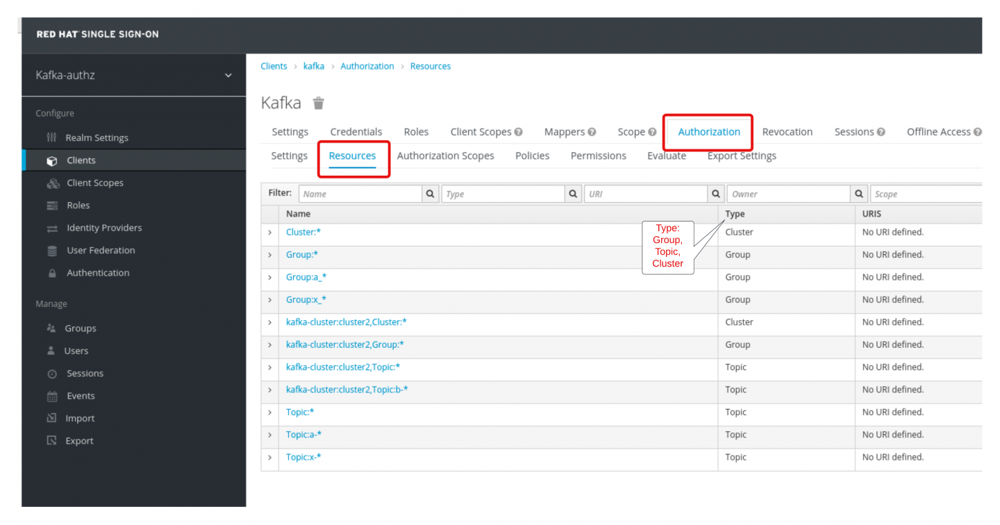 RED HAT SINGLE SIGN-ON
Kafka-authz
Configure
Realm Settings
Clients
Client Scopes
Roles
Identity Providers
User Federation
Authentication
Manage
Groups
Users
Sessions
Events
Import
Export
Clients > kafka > Authorization > Resources
Kafka
Settings Credentials Roles Client Scopes Mappers Scope Authorization Revocation Sessions Offline Access
Settings Resources Authorization Scopes Policies Permissions Evaluate Export Settings
Filter: Name Type URI Owner Scope
Name Type URIS
Cluster:* Cluster No URI defined.
Group:* Group No URI defined.
Group:a_* Group No URI defined.
Group:x_* Group No URI defined.
kafka-cluster:cluster2,Cluster:* Cluster No URI defined.
kafka-cluster:cluster2,Group:* Group No URI defined.
kafka-cluster:cluster2,Topic:* Topic No URI defined.
kafka-cluster:cluster2,Topic:b-* Topic No URI defined.
Topic:* Topic No URI defined.
Topic:a-* Topic No URI defined.
Topic:x-* Topic No URI defined.
Type:
Group,
Topic,
Cluster